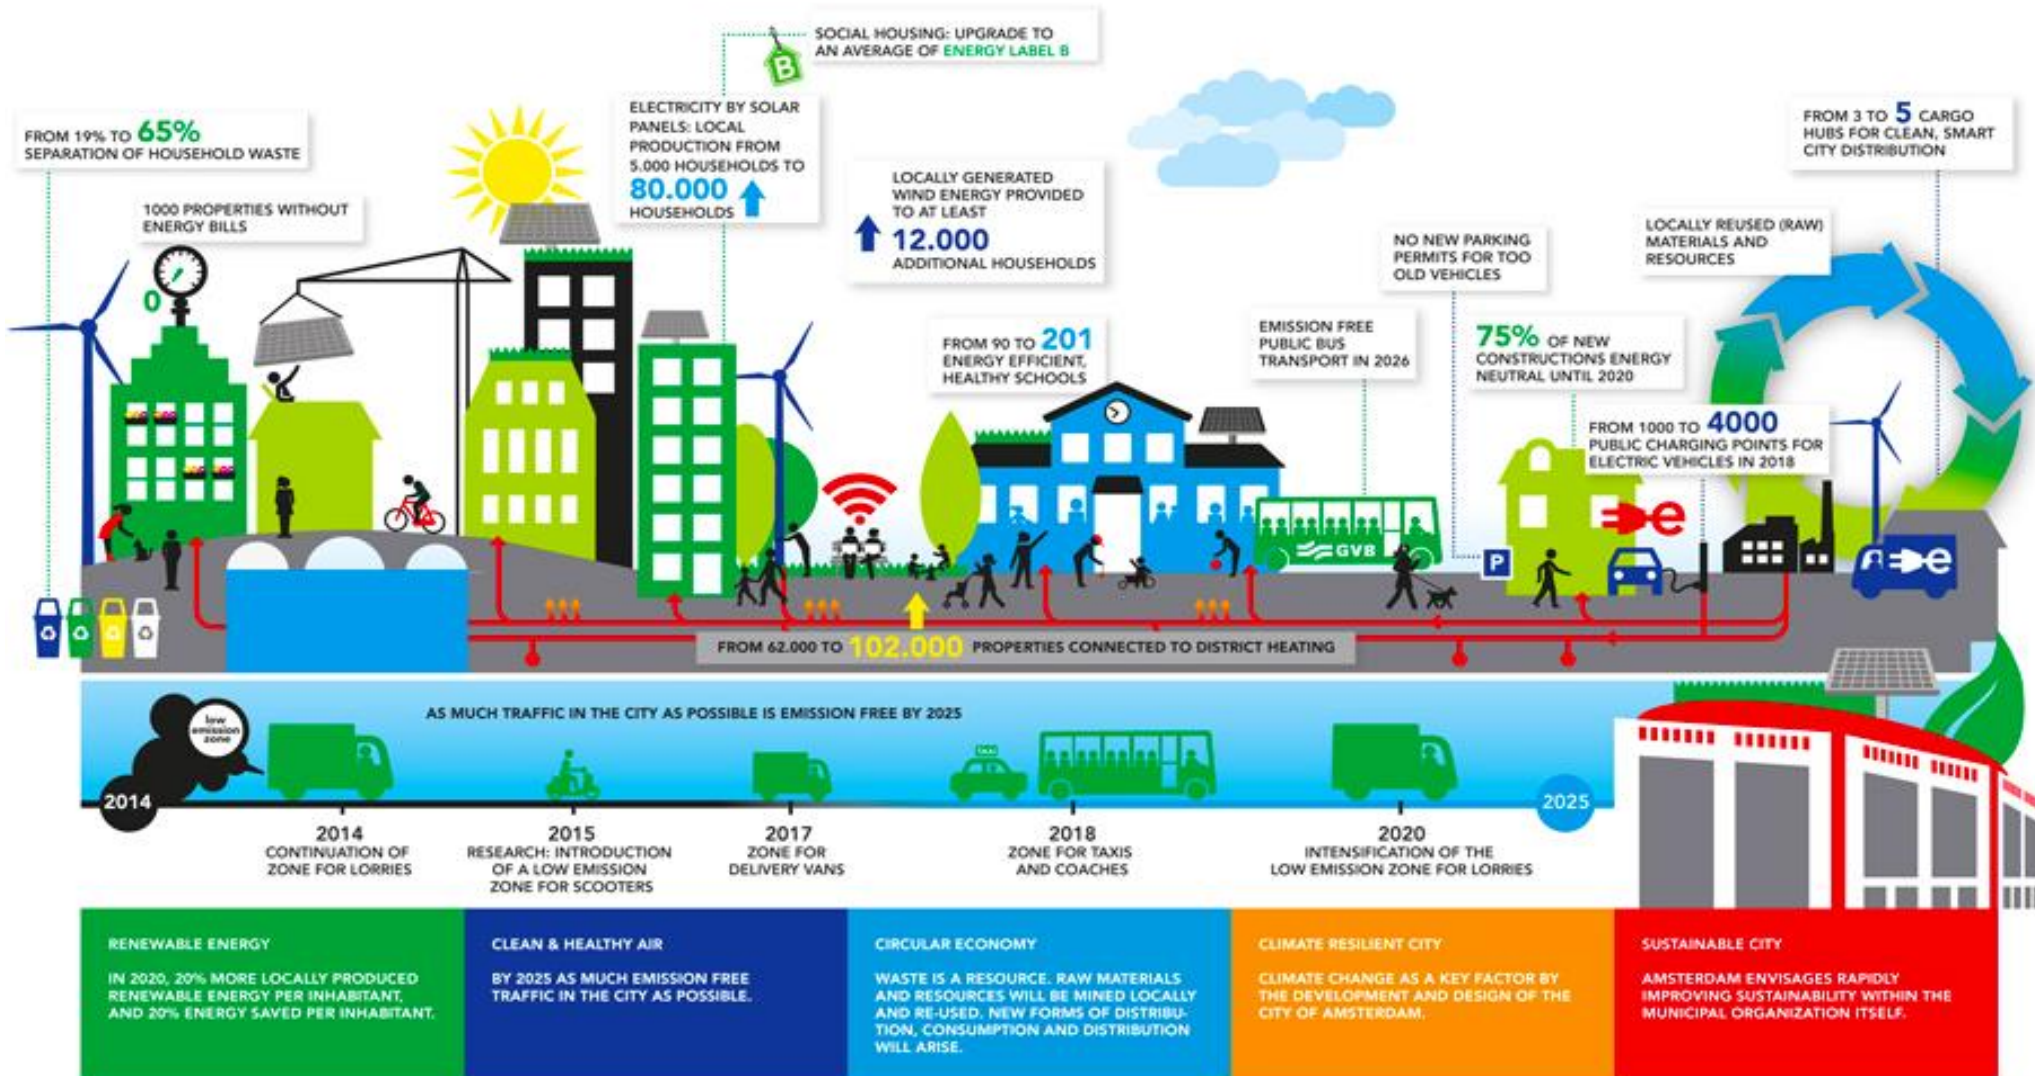 SOCIAL HOUSING: UPGRADE TO
AN AVERAGE OF ENERGY LABEL B
B
FROM 19% TO 65%
SEPARATION OF HOUSEHOLD WASTE
1000 PROPERTIES WITHOUT
ENERGY BILLS
0
ELECTRICITY BY SOLAR
PANELS: LOCAL
PRODUCTION FROM
5.000 HOUSEHOLDS TO
80.000
HOUSEHOLDS
LOCALLY GENERATED
WIND ENERGY PROVIDED
TO AT LEAST
12.000
ADDITIONAL HOUSEHOLDS
FROM 90 TO 201
ENERGY EFFICIENT,
HEALTHY SCHOOLS
EMISSION FREE
PUBLIC BUS
TRANSPORT IN 2026
NO NEW PARKING
PERMITS FOR TOO
OLD VEHICLES
75% OF NEW
CONSTRUCTIONS ENERGY
NEUTRAL UNTIL 2020
FROM 1000 TO 4000
PUBLIC CHARGING POINTS FOR
ELECTRIC VEHICLES IN 2018
LOCALLY REUSED (RAW)
MATERIALS AND
RESOURCES
FROM 3 TO 5 CARGO
HUBS FOR CLEAN, SMART
CITY DISTRIBUTION
GVB
P
e
e
FROM 62.000 TO 102.000 PROPERTIES CONNECTED TO DISTRICT HEATING
AS MUCH TRAFFIC IN THE CITY AS POSSIBLE IS EMISSION FREE BY 2025
low
emission
zone
TAXI
2014
2025
2014
CONTINUATION OF
ZONE FOR LORRIES
2015
RESEARCH: INTRODUCTION
OF A LOW EMISSION
ZONE FOR SCOOTERS
2017
ZONE FOR
DELIVERY VANS
2018
ZONE FOR TAXIS
AND COACHES
2020
INTENSIFICATION OF THE
LOW EMISSION ZONE FOR LORRIES
RENEWABLE ENERGY
IN 2020, 20% MORE LOCALLY PRODUCED
RENEWABLE ENERGY PER INHABITANT,
AND 20% ENERGY SAVED PER INHABITANT.
CLEAN & HEALTHY AIR
BY 2025 AS MUCH EMISSION FREE
TRAFFIC IN THE CITY AS POSSIBLE.
CIRCULAR ECONOMY
WASTE IS A RESOURCE. RAW MATERIALS
AND RESOURCES WILL BE MINED LOCALLY
AND RE-USED. NEW FORMS OF DISTRIBU-
TION, CONSUMPTION AND DISTRIBUTION
WILL ARISE.
CLIMATE RESILIENT CITY
CLIMATE CHANGE AS A KEY FACTOR BY
THE DEVELOPMENT AND DESIGN OF THE
CITY OF AMSTERDAM.
SUSTAINABLE CITY
AMSTERDAM ENVISAGES RAPIDLY
IMPROVING SUSTAINABILITY WITHIN THE
MUNICIPAL ORGANIZATION ITSELF.